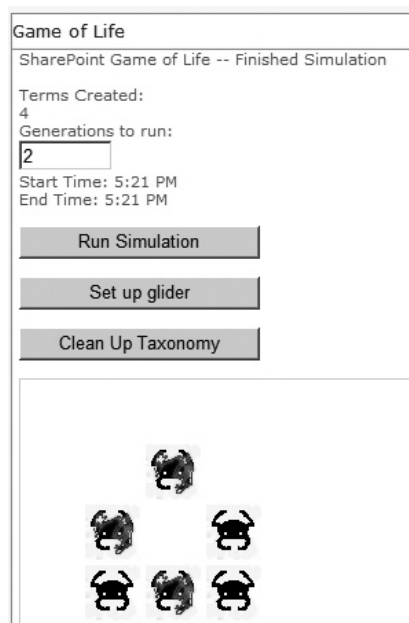 Game of Life
SharePoint Game of Life -- Finished Simulation
Terms Created:
4
Generations to run:
2
Start Time: 5:21 PM
End Time: 5:21 PM
Run Simulation
Set up glider
Clean Up Taxonomy